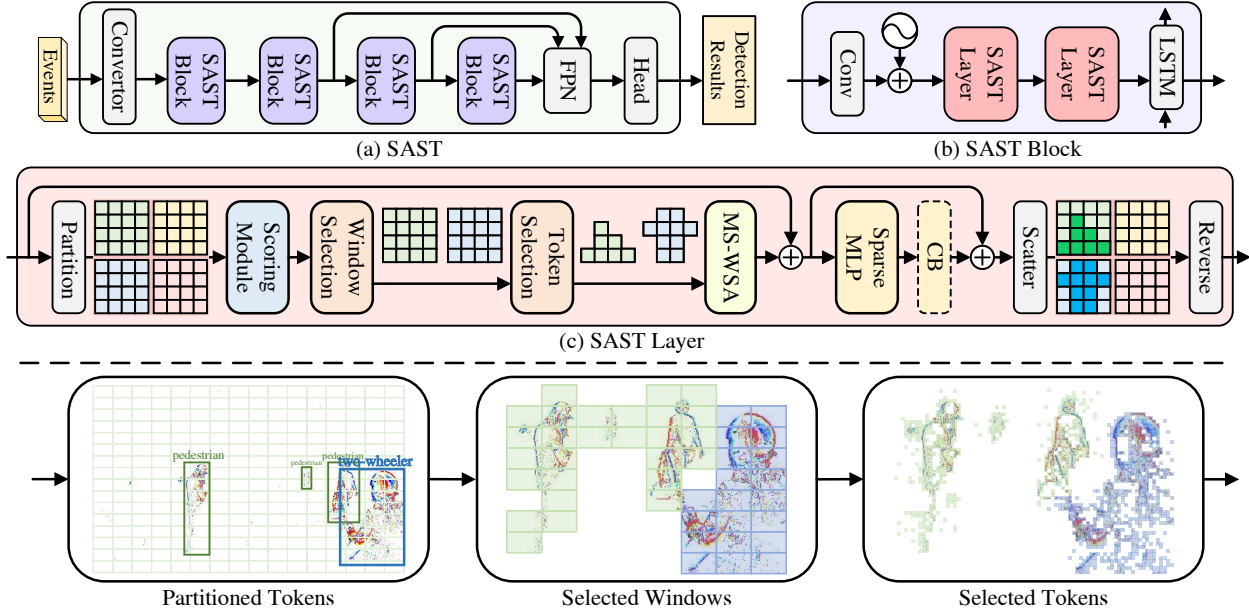 Events
Convertor
SAST
Block
SAST
Block
SAST
Block
SAST
Block
FPN
Head
Detection
Results
(a) SAST
Conv
SAST
Layer
SAST
Layer
LSTM
(b) SAST Block
Partition
Scoring
Module
Window
Selection
Token
Selection
MS-WSA
Sparse
MLP
CB
Scatter
Reverse
(c) SAST Layer
pedestrian
pedestrian
pedestrian
two-wheeler
Partitioned Tokens
Selected Windows
Selected Tokens